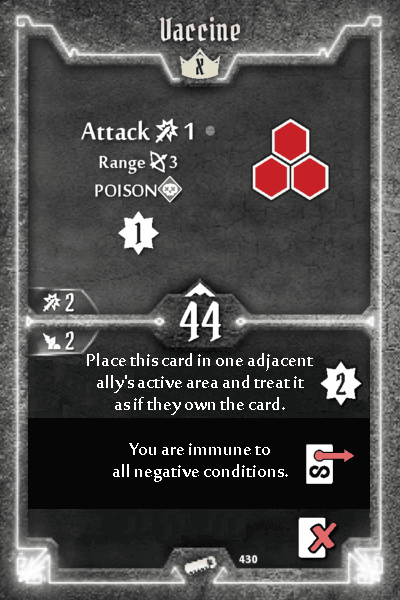 Vaccine
X
Attack 1
Range 3
POISON
1
2
44
2
Place this card in one adjacent
ally's active area and treat it
as if they own the card.
2
You are immune to
all negative conditions.
S
430